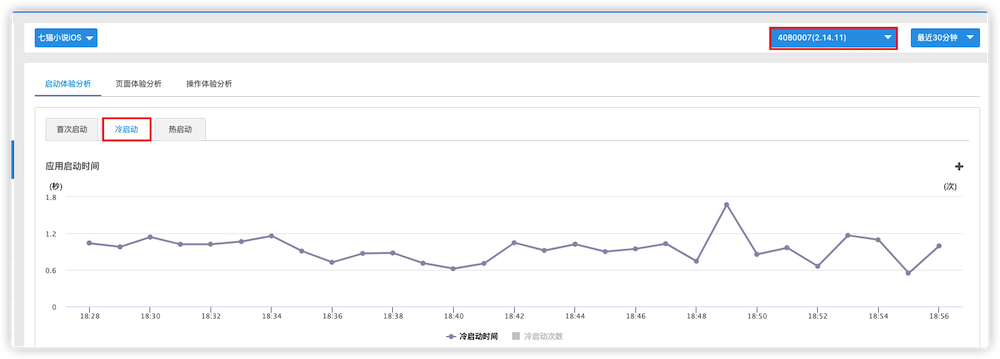 七猫小说iOS 4080007(2.14.11) 最近30分钟
启动体验分析 页面体验分析 操作体验分析
首次启动 冷启动 热启动
应用启动时间
(秒) (次)
1.8
1.2
0.6
0
18:28 18:30 18:32 18:34 18:36 18:38 18:40 18:42 18:44 18:46 18:48 18:50 18:52 18:54 18:56
冷启动时间 冷启动次数